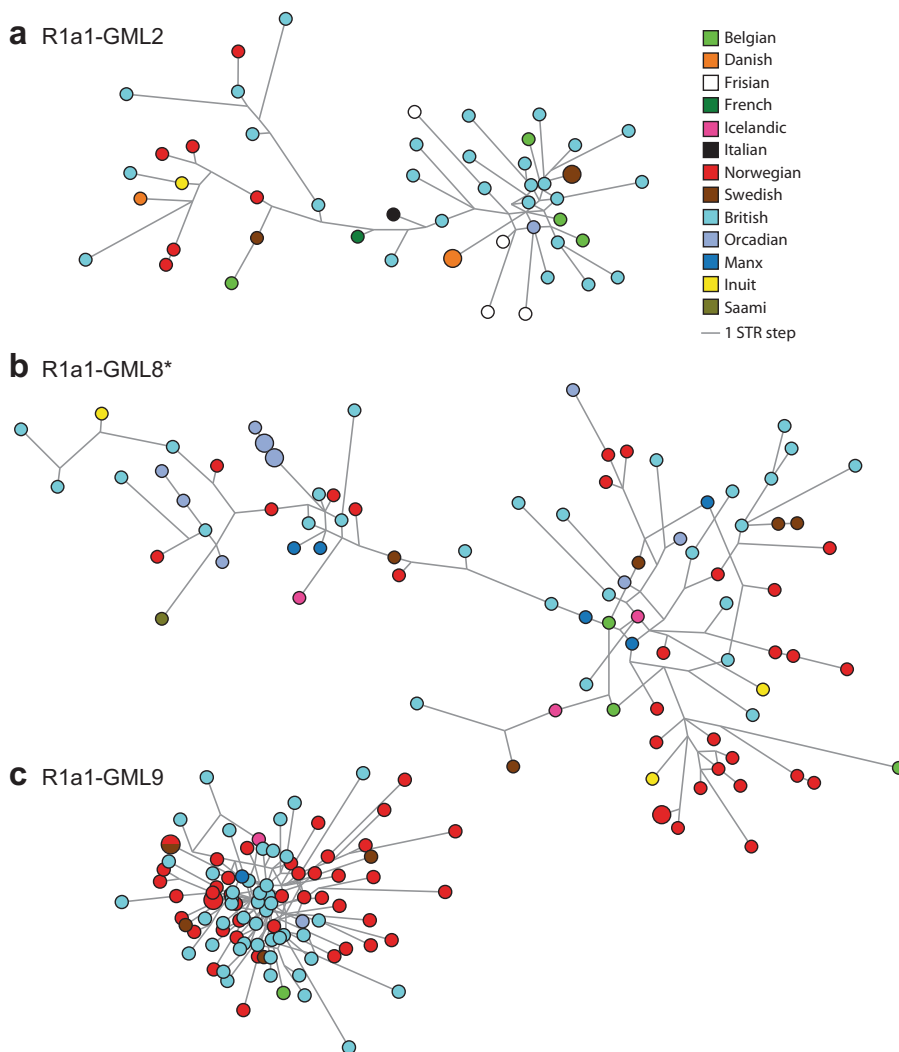 a R1a1-GML2
Belgian
Danish
Frisian
French
Icelandic
Italian
Norwegian
Swedish
British
Orcadian
Manx
Inuit
Saami
1 STR step
b R1a1-GML8*
c R1a1-GML9